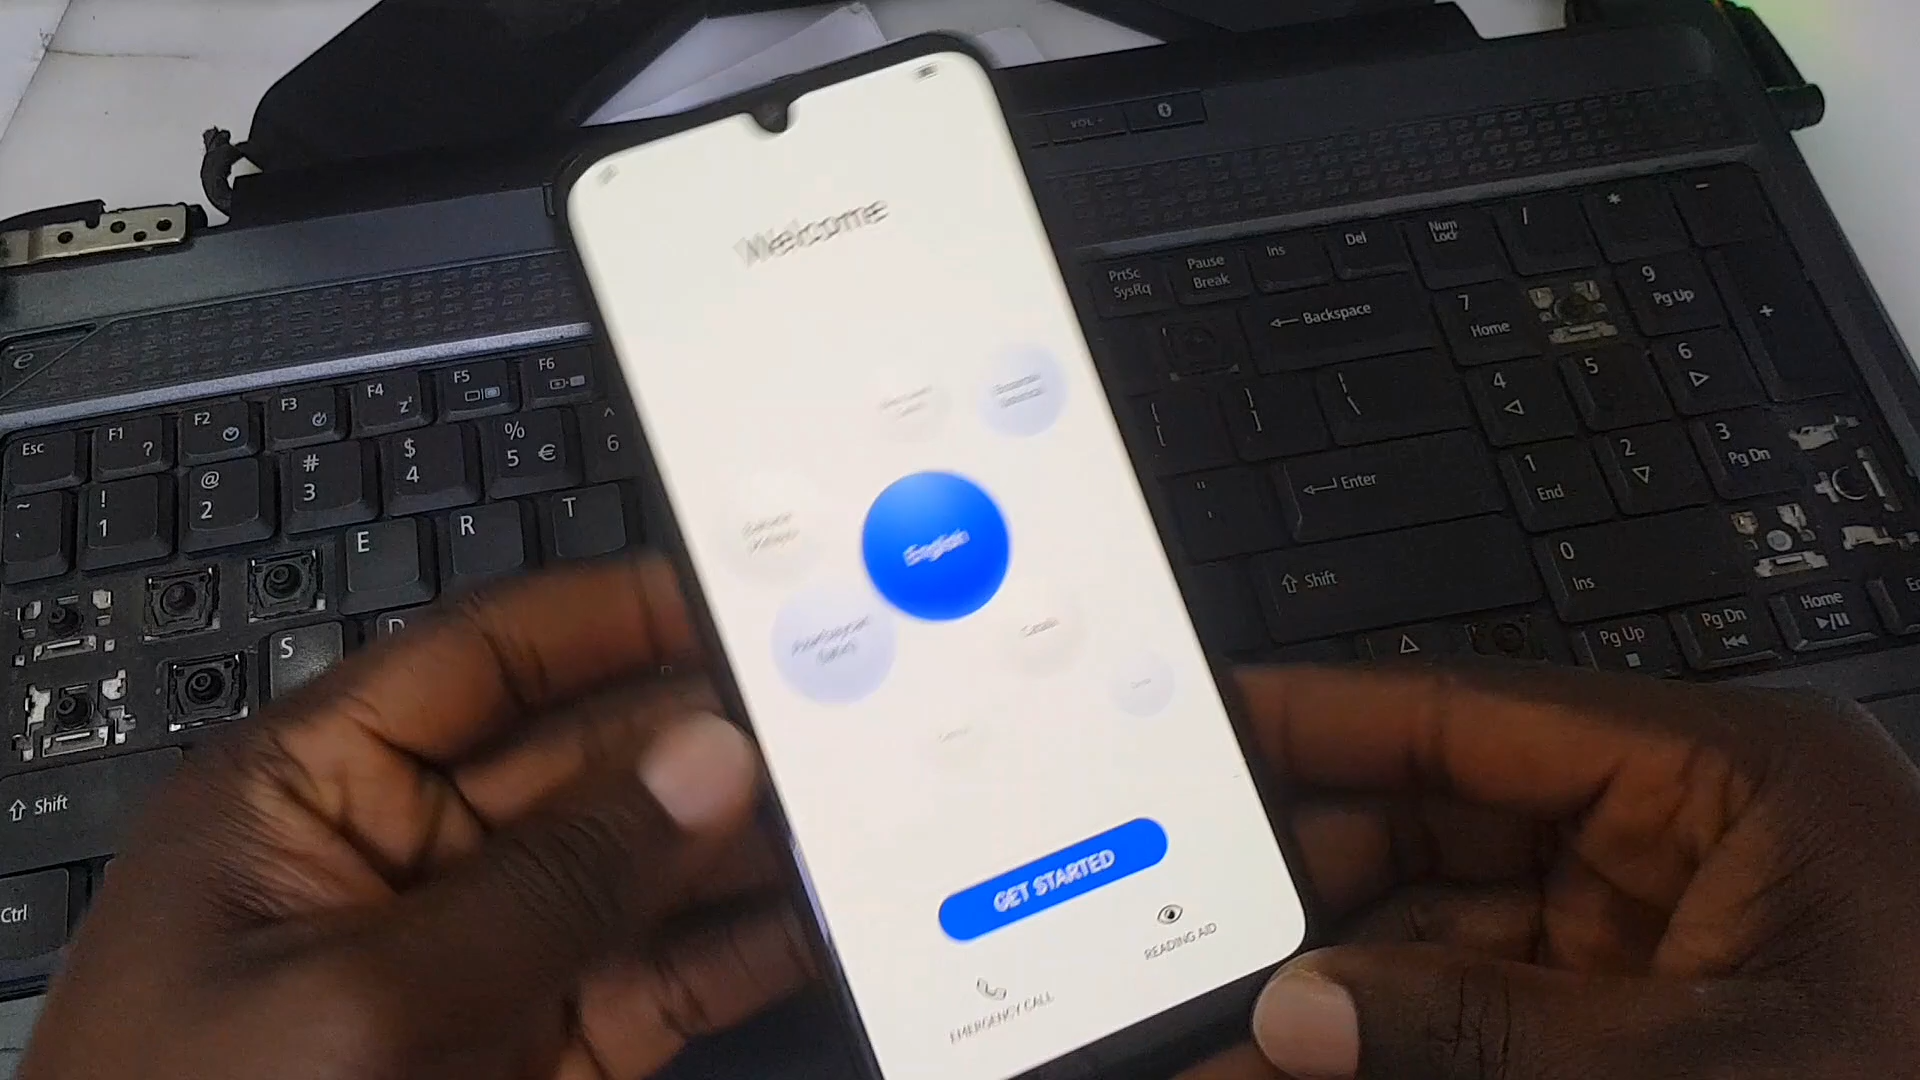 Welcome
English
Català
GET STARTED
EMERGENCY CALL
READING AID
VOL -
e
Esc
F1
?
F2
F3
F4
z
F5
F6
~
`
!
1
@
2
#
3
$
4
%
5 €
^
6
E
R
T
S
D
Shift
Ctrl
PrtSc
SysRq
Pause
Break
Ins
Del
Num
Lock
/
*
-
Backspace
7
Home
9
Pg Up
+
{
[
}
]
|
\
4
5
6
"
'
Enter
1
End
2
3
Pg Dn
Shift
0
Ins
Pg Up
Pg Dn
Home